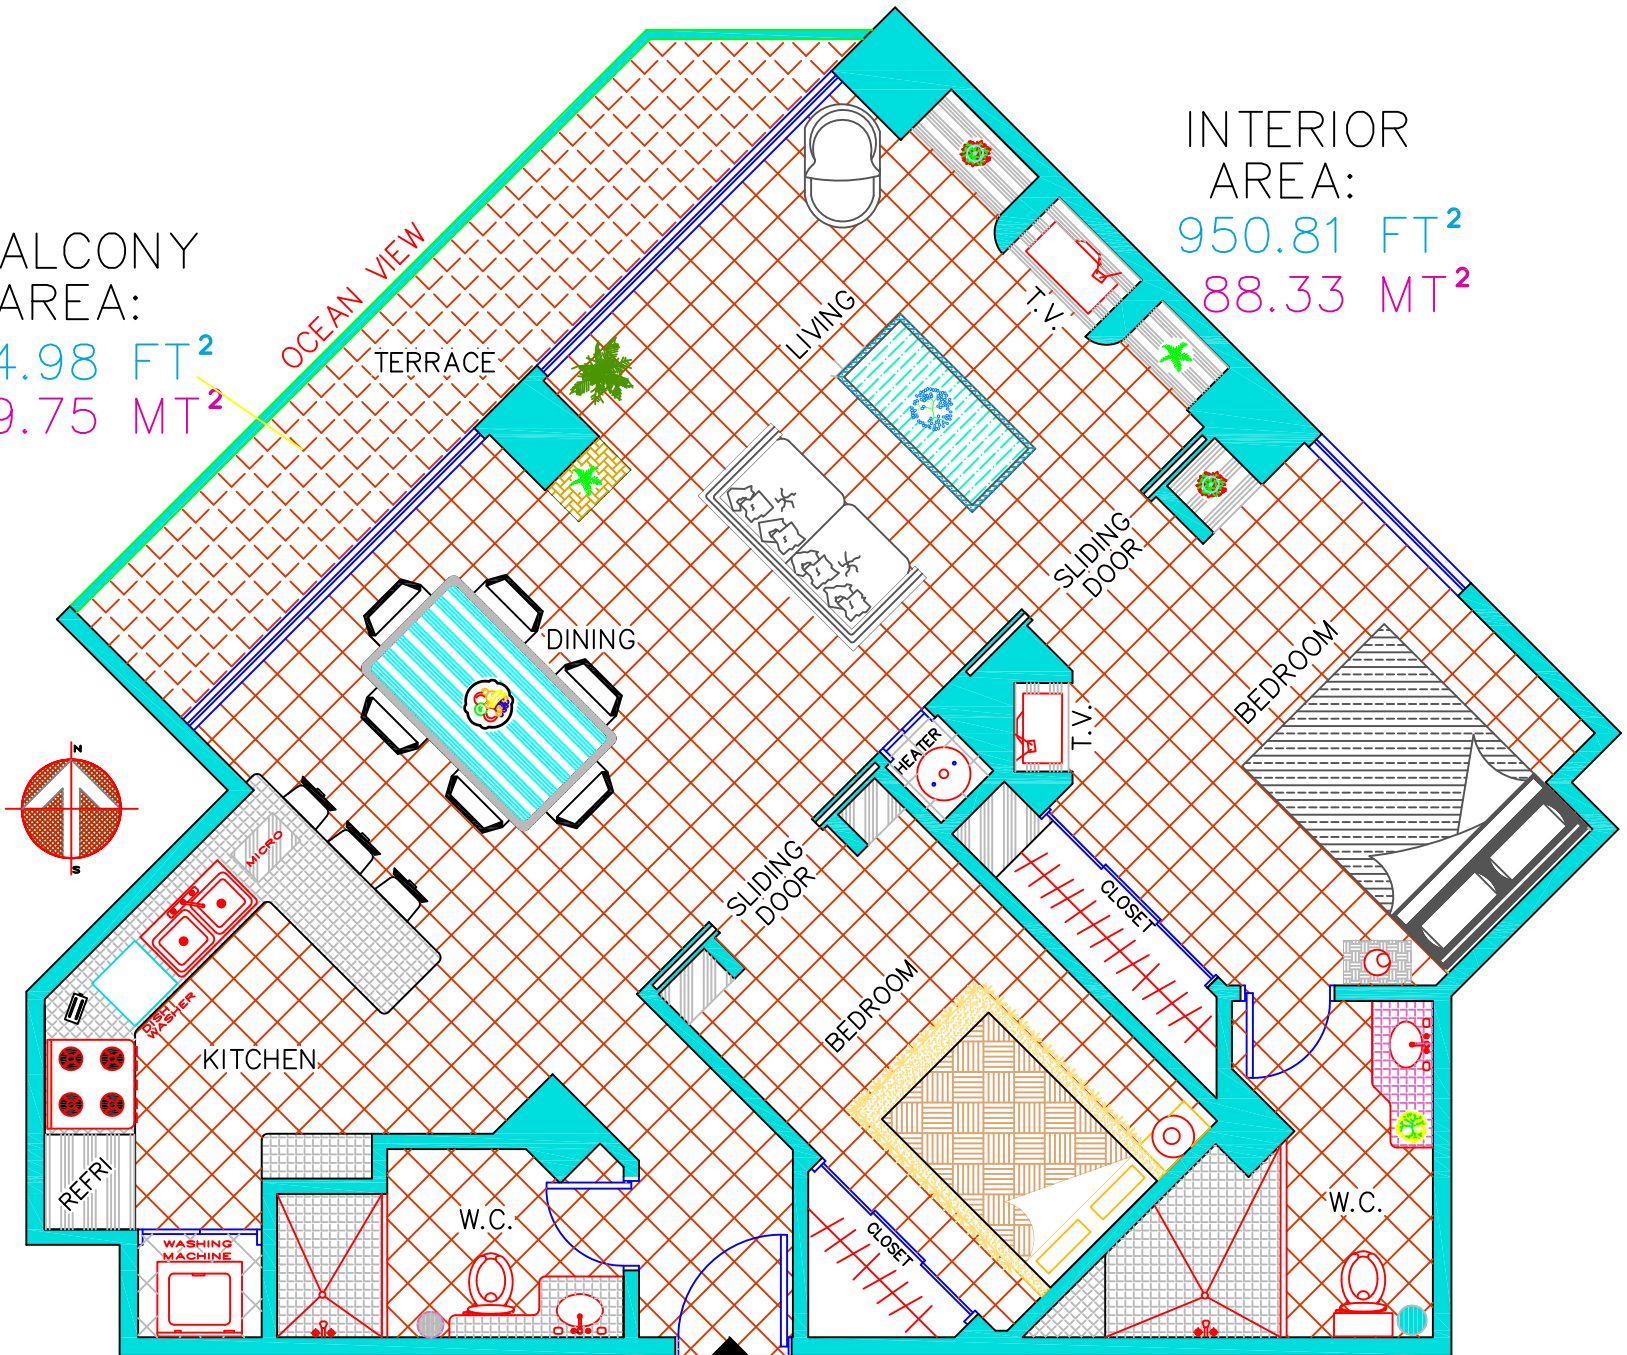 INTERIOR
AREA:
950.81 FT²
88.33 MT²
ALCONY
AREA:
4.98 FT²
9.75 MT²
OCEAN VIEW
TERRACE
LIVING
T.V.
SLIDING
DOOR
DINING
BEDROOM
T.V.
HEATER
N
S
MICRO
SLIDING
DOOR
CLOSET
DISH
WASHER
KITCHEN
BEDROOM
REFRI
W.C.
W.C.
WASHING
MACHINE
CLOSET